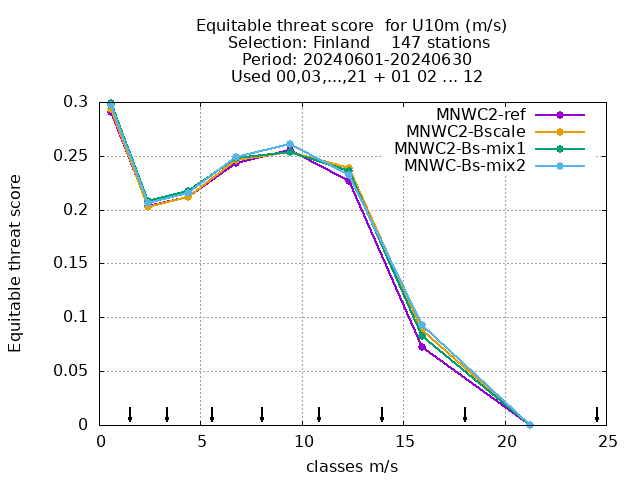 Equitable threat score  for U10m (m/s)
Selection: Finland    147 stations
Period: 20240601-20240630
Used 00,03,...,21 + 01 02 ... 12
MNWC2-ref
MNWC2-Bscale
MNWC2-Bs-mix1
MNWC-Bs-mix2
Equitable threat score
0.3
0.25
0.2
0.15
0.1
0.05
0
0 5 10 15 20 25
classes m/s